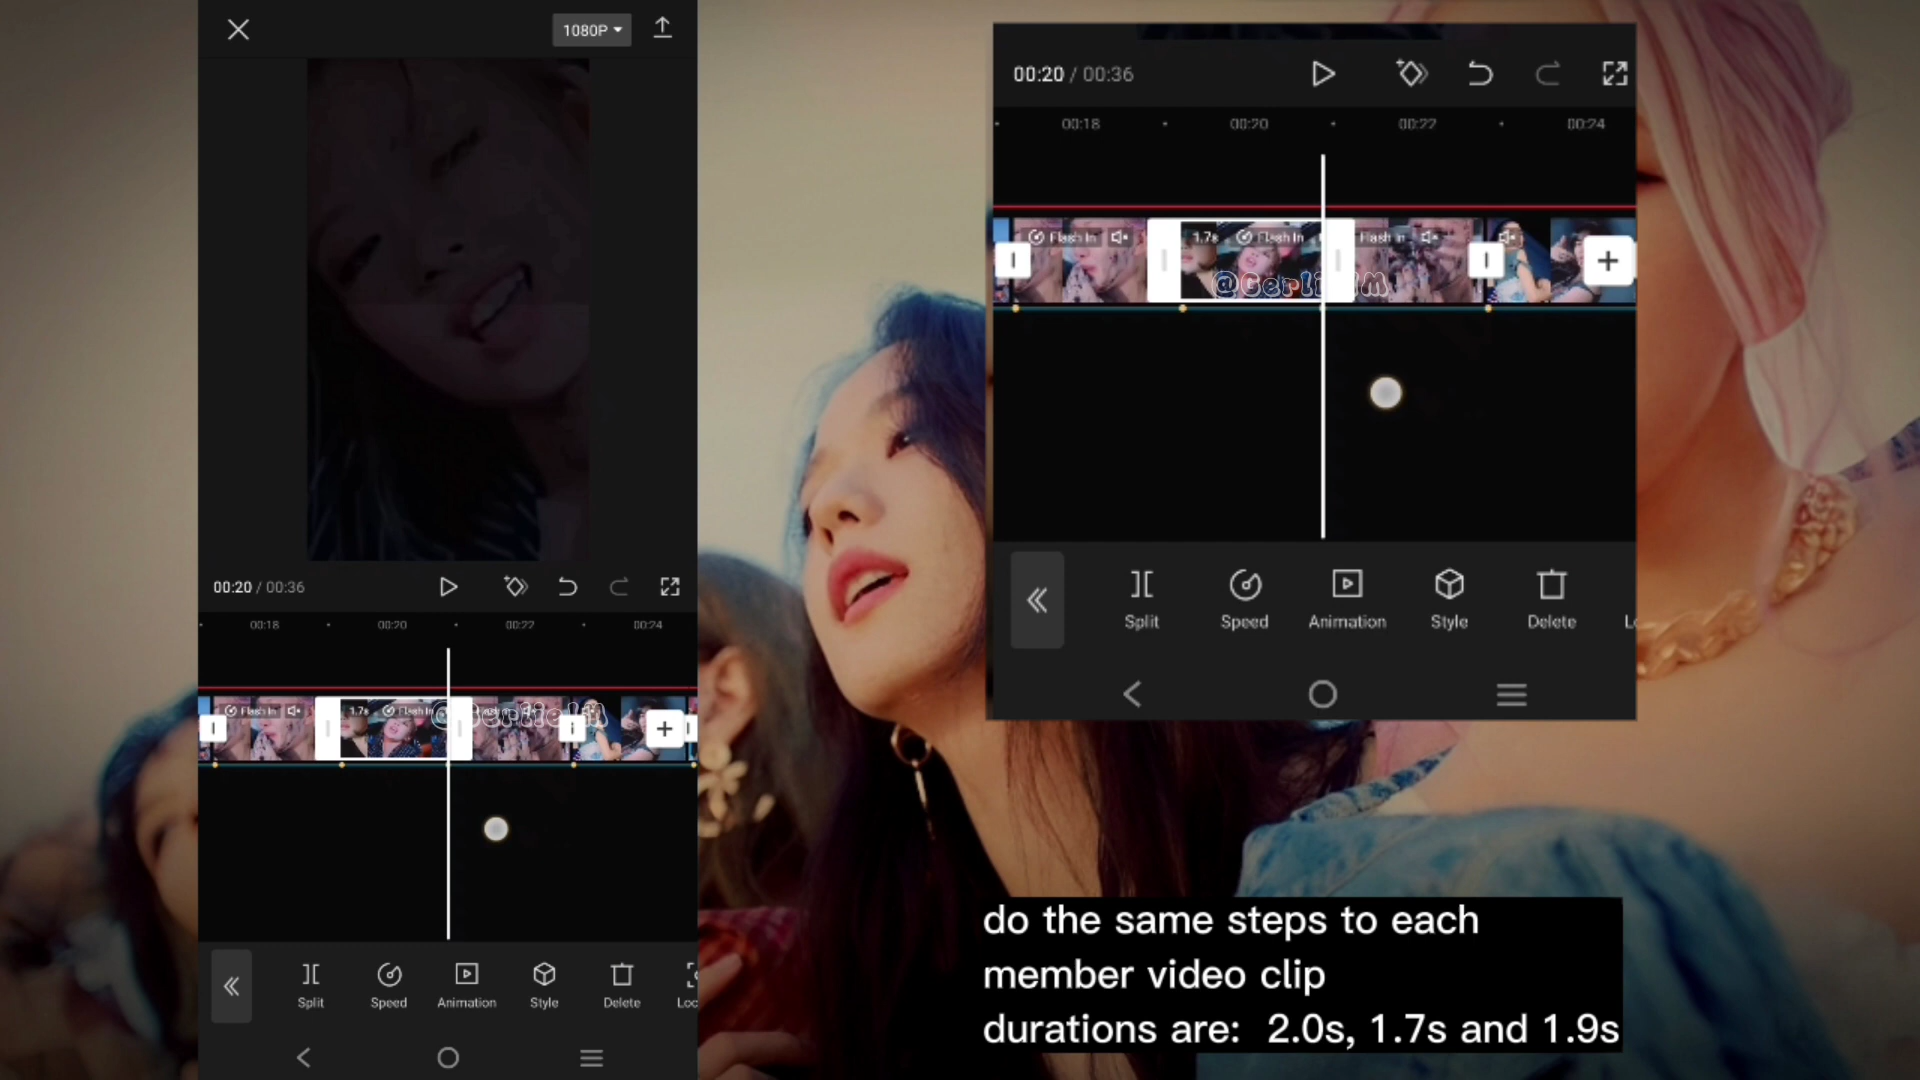 1080P
00:20 / 00:36
00:18 00:20 00:22 00:24
Flash In 1.7s Flash In
Split Speed Animation Style Delete
00:20 / 00:36
00:18 00:20 00:22 00:24
Flash In 1.7s Flash In Flash In
Split Speed Animation Style Delete
do the same steps to each
member video clip
durations are: 2.0s, 1.7s and 1.9s